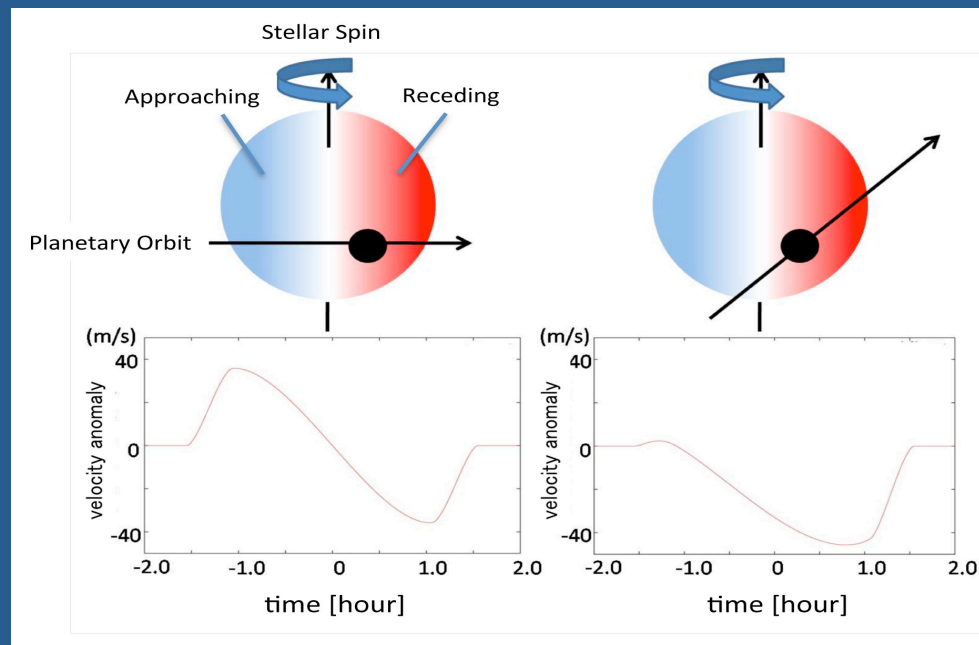 Stellar Spin
Approaching
Receding
Planetary Orbit
(m/s)
40
0
-40
velocity anomaly
-2.0 -1.0 0 1.0 2.0
time [hour]
(m/s)
40
0
-40
velocity anomaly
-2.0 -1.0 0 1.0 2.0
time [hour]